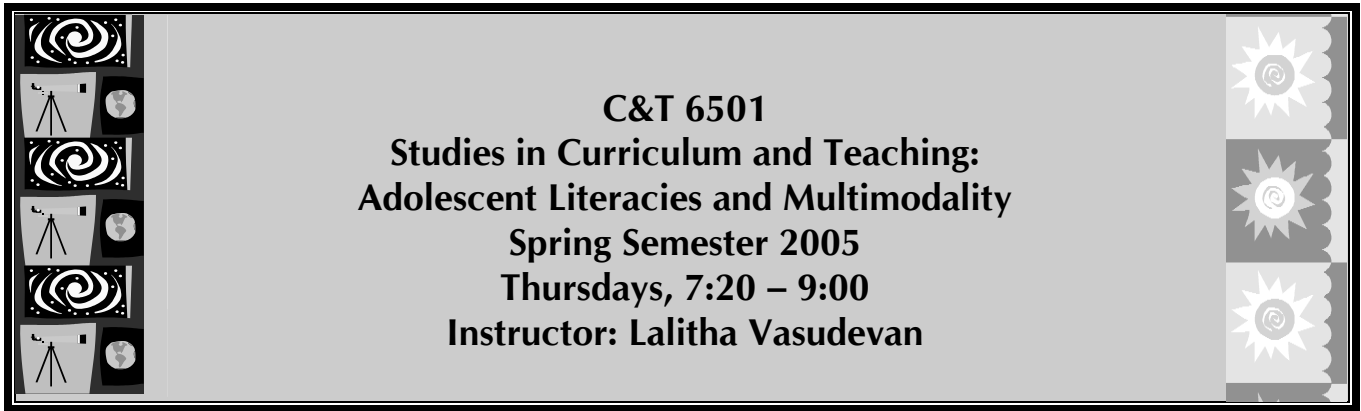 C&T 6501
Studies in Curriculum and Teaching:
Adolescent Literacies and Multimodality
Spring Semester 2005
Thursdays, 7:20 – 9:00
Instructor: Lalitha Vasudevan